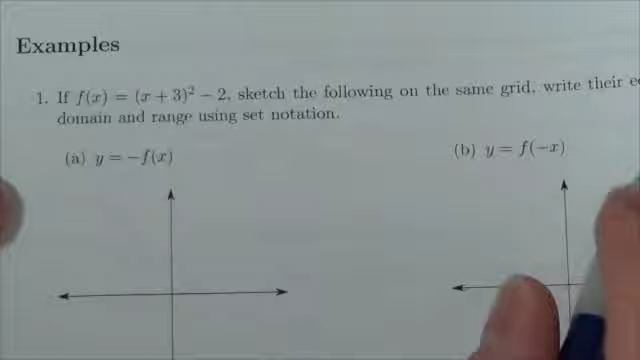 Examples
1. If f(x) = (x + 3)² − 2, sketch the following on the same grid, write their
domain and range using set notation.
(a) y = −f(x)
(b) y = f(−x)